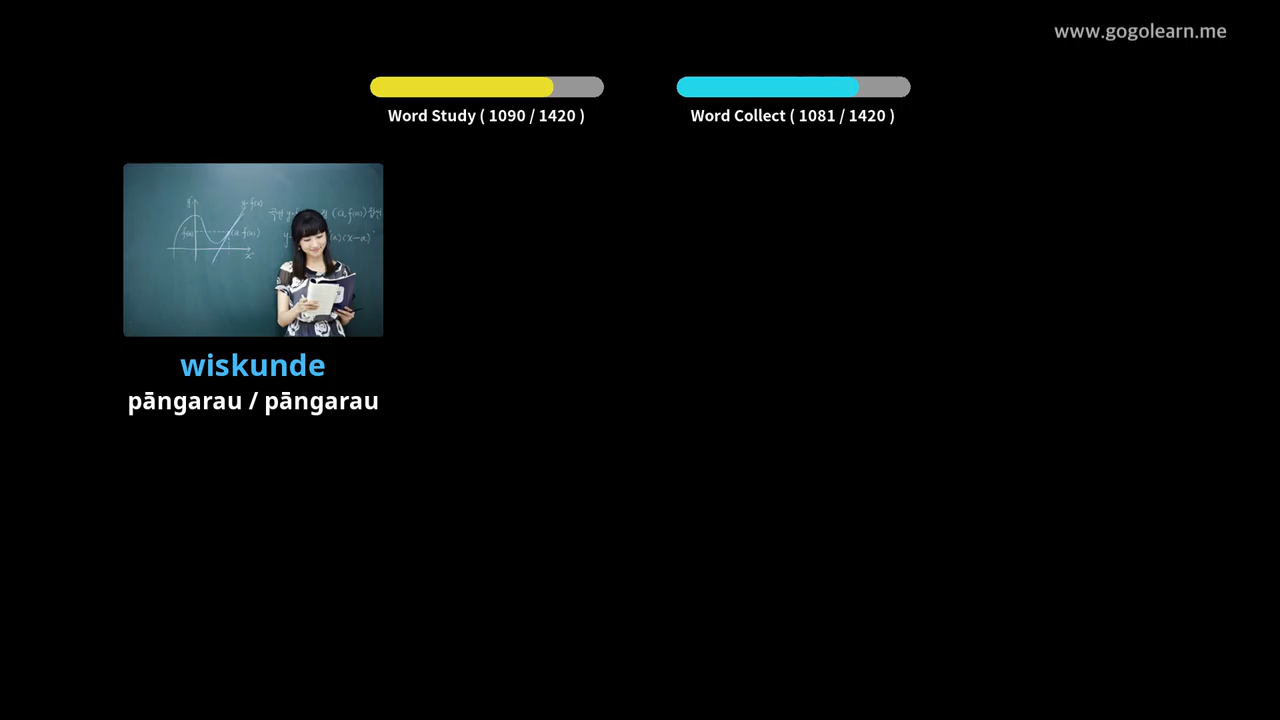 www.gogolearn.me
Word Study ( 1090 / 1420 )
Word Collect ( 1081 / 1420 )
wiskunde
pāngarau / pāngarau